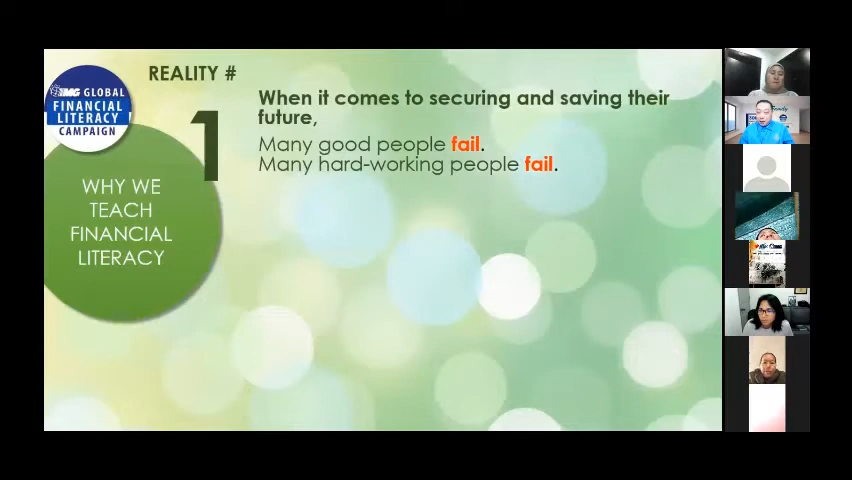 REALITY #
1
IMG GLOBAL
FINANCIAL
LITERACY
CAMPAIGN
When it comes to securing and saving their
future,
Many good people fail.
Many hard-working people fail.
WHY WE
TEACH
FINANCIAL
LITERACY